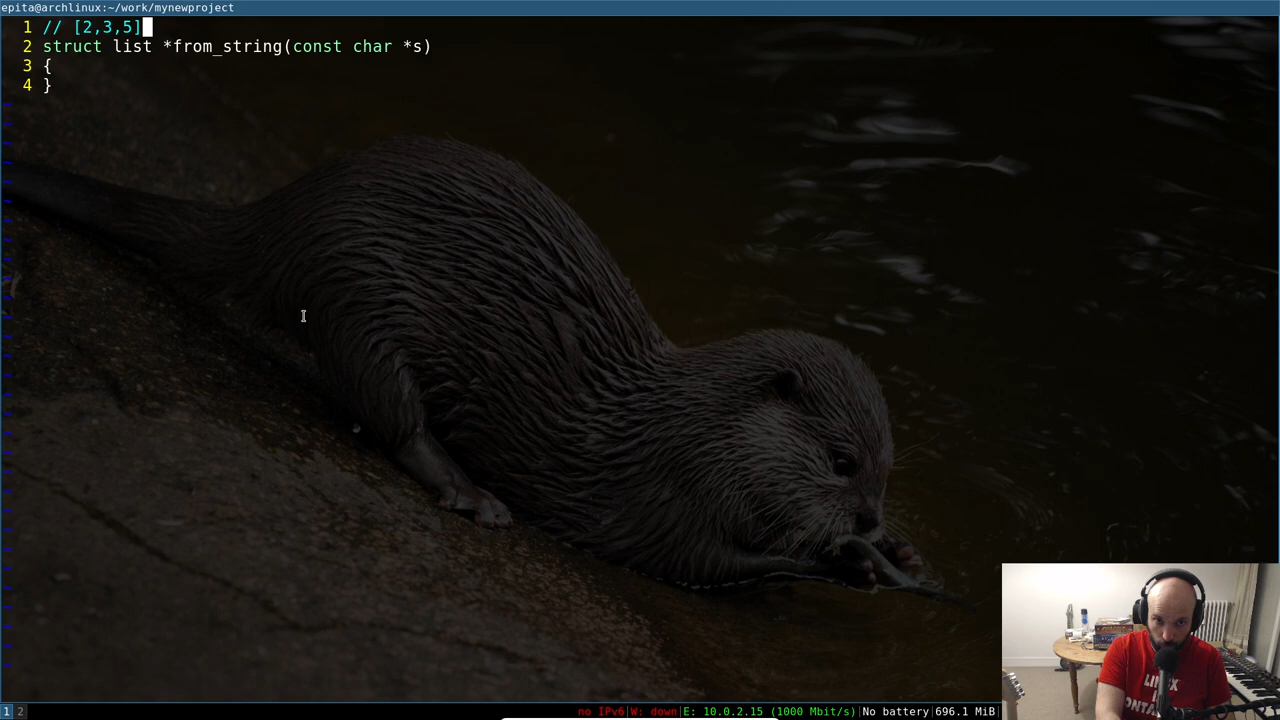 epita@archlinux:~/work/mynewproject
1 // [2,3,5]
2 struct list *from_string(const char *s)
3 {
4 }
1 2 no IPv6|W: down|E: 10.0.2.15 (1000 Mbit/s)|No battery|696.1 MiB